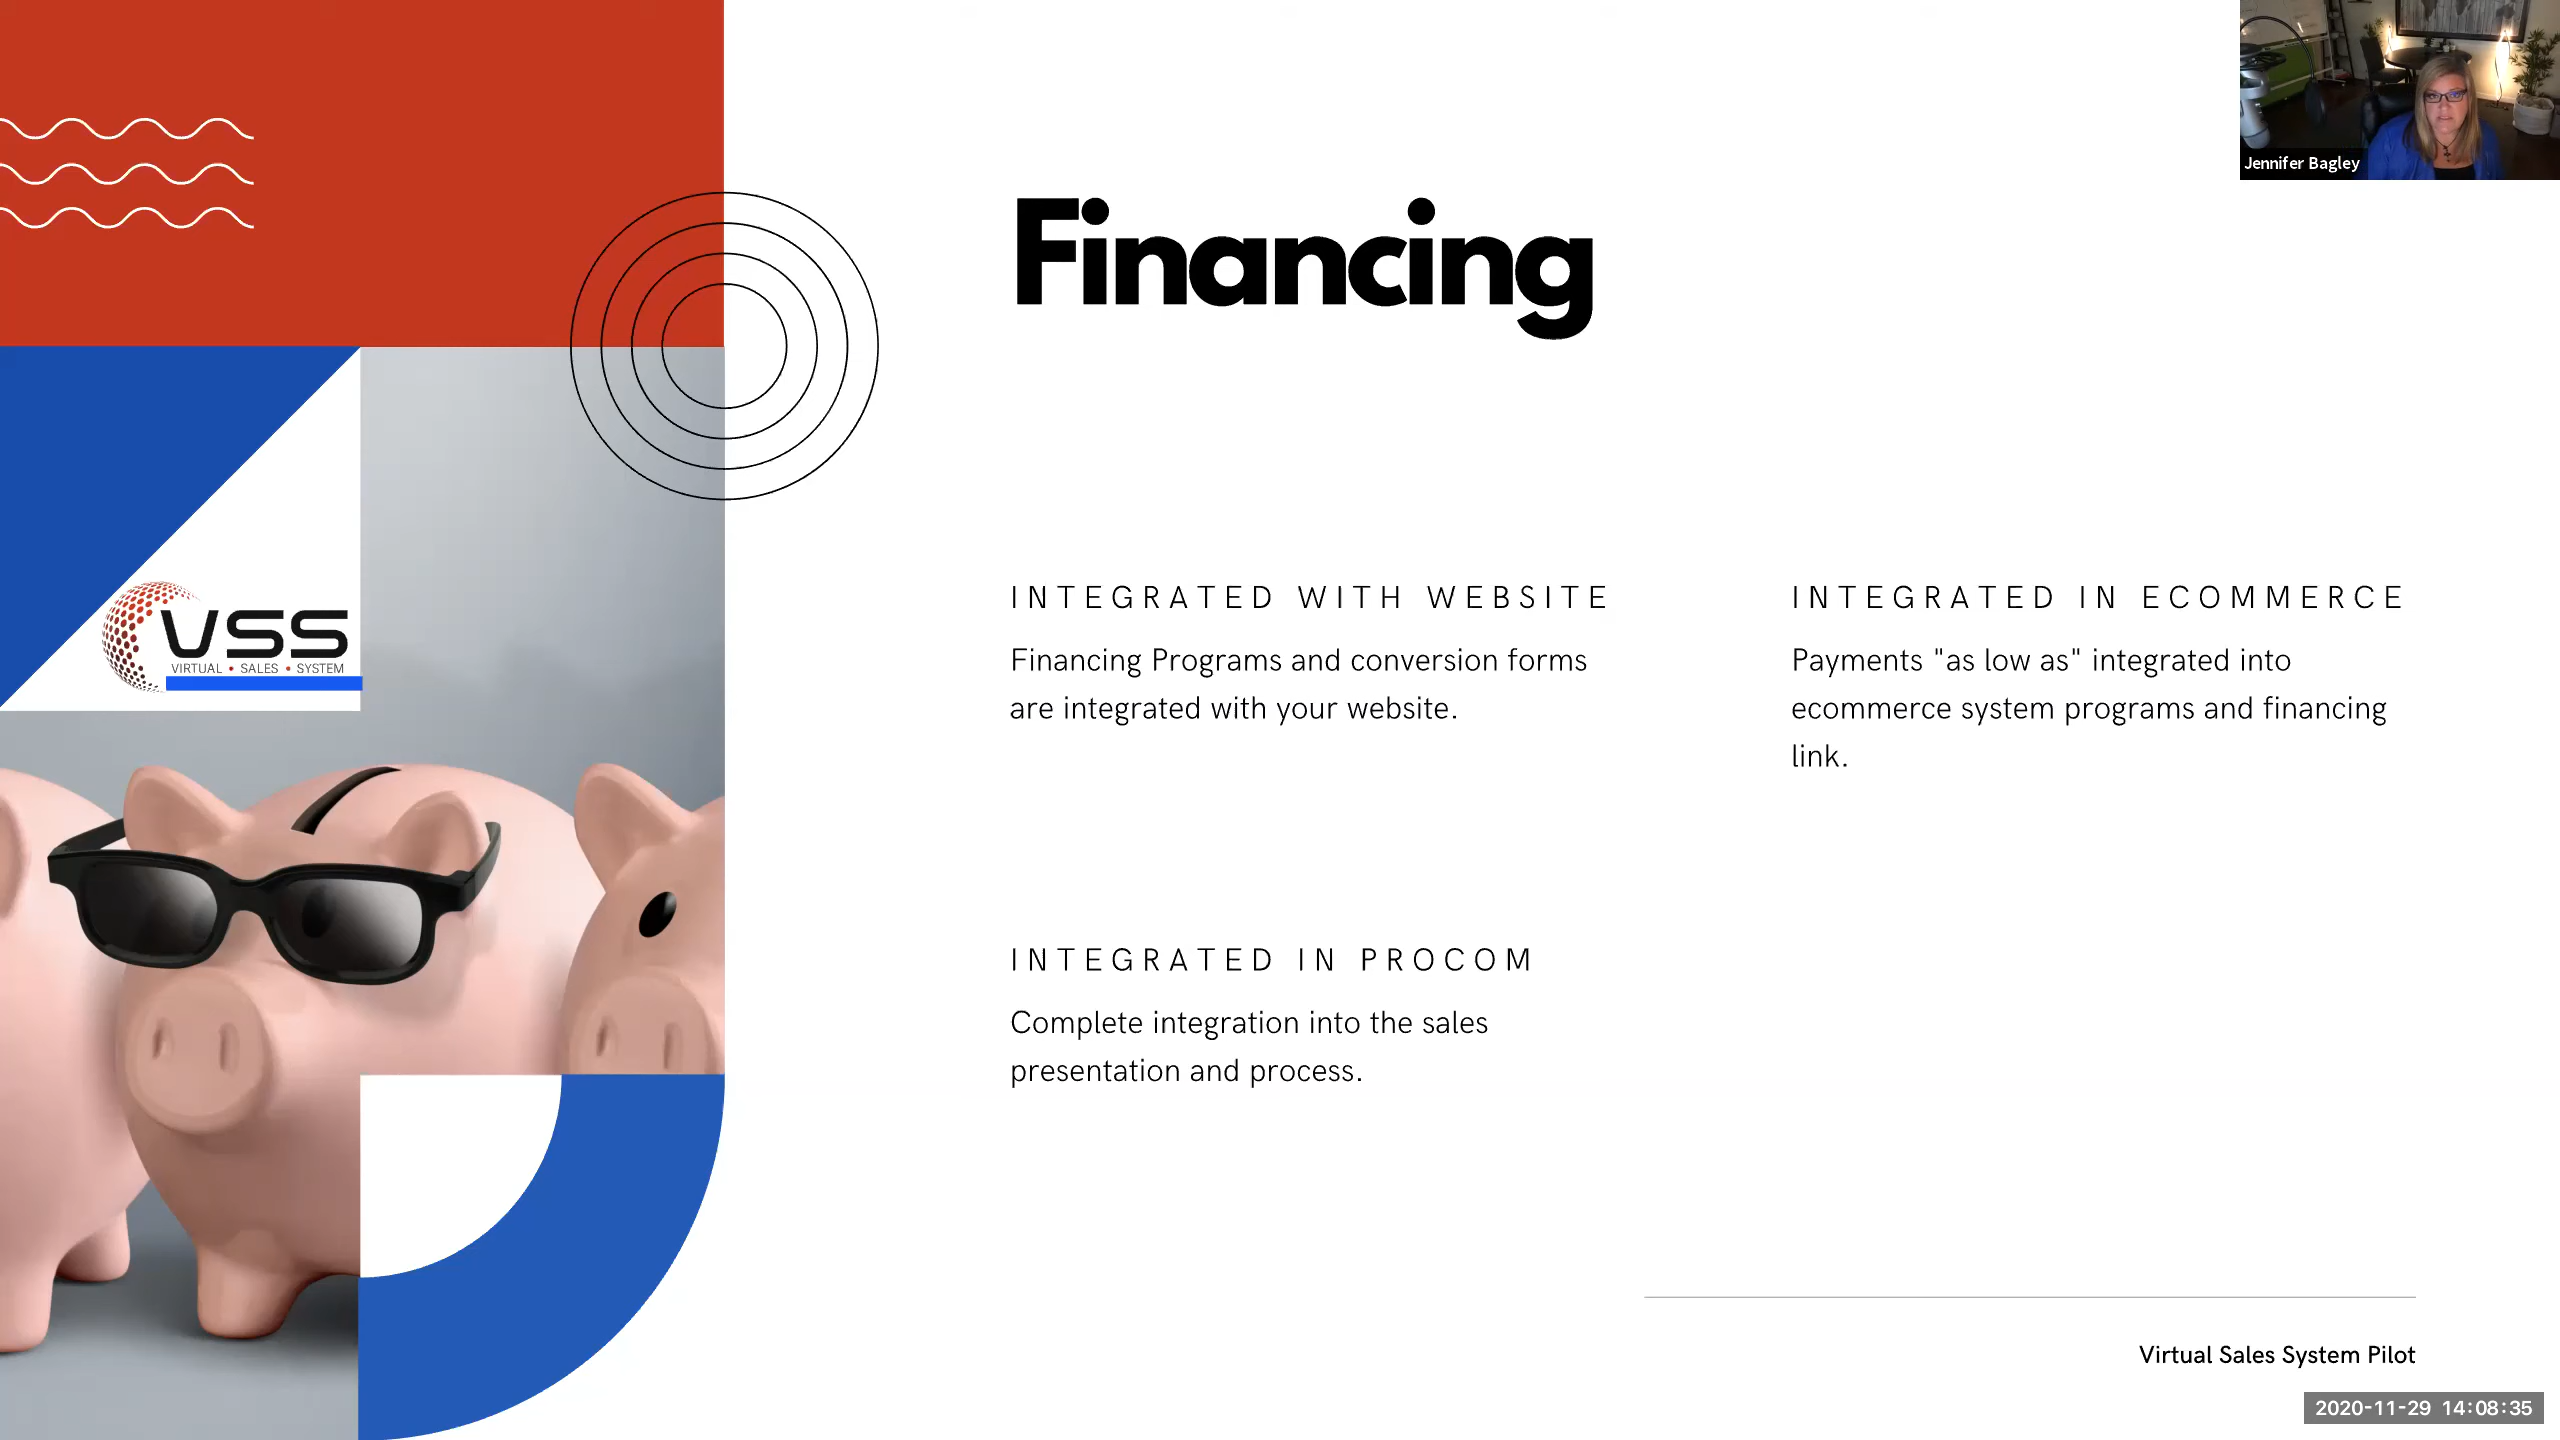 Jennifer Bagley
Financing
VSS
VIRTUAL • SALES • SYSTEM
INTEGRATED WITH WEBSITE
Financing Programs and conversion forms
are integrated with your website.
INTEGRATED IN ECOMMERCE
Payments "as low as" integrated into
ecommerce system programs and financing
link.
INTEGRATED IN PROCOM
Complete integration into the sales
presentation and process.
Virtual Sales System Pilot
2020-11-29 14:08:35